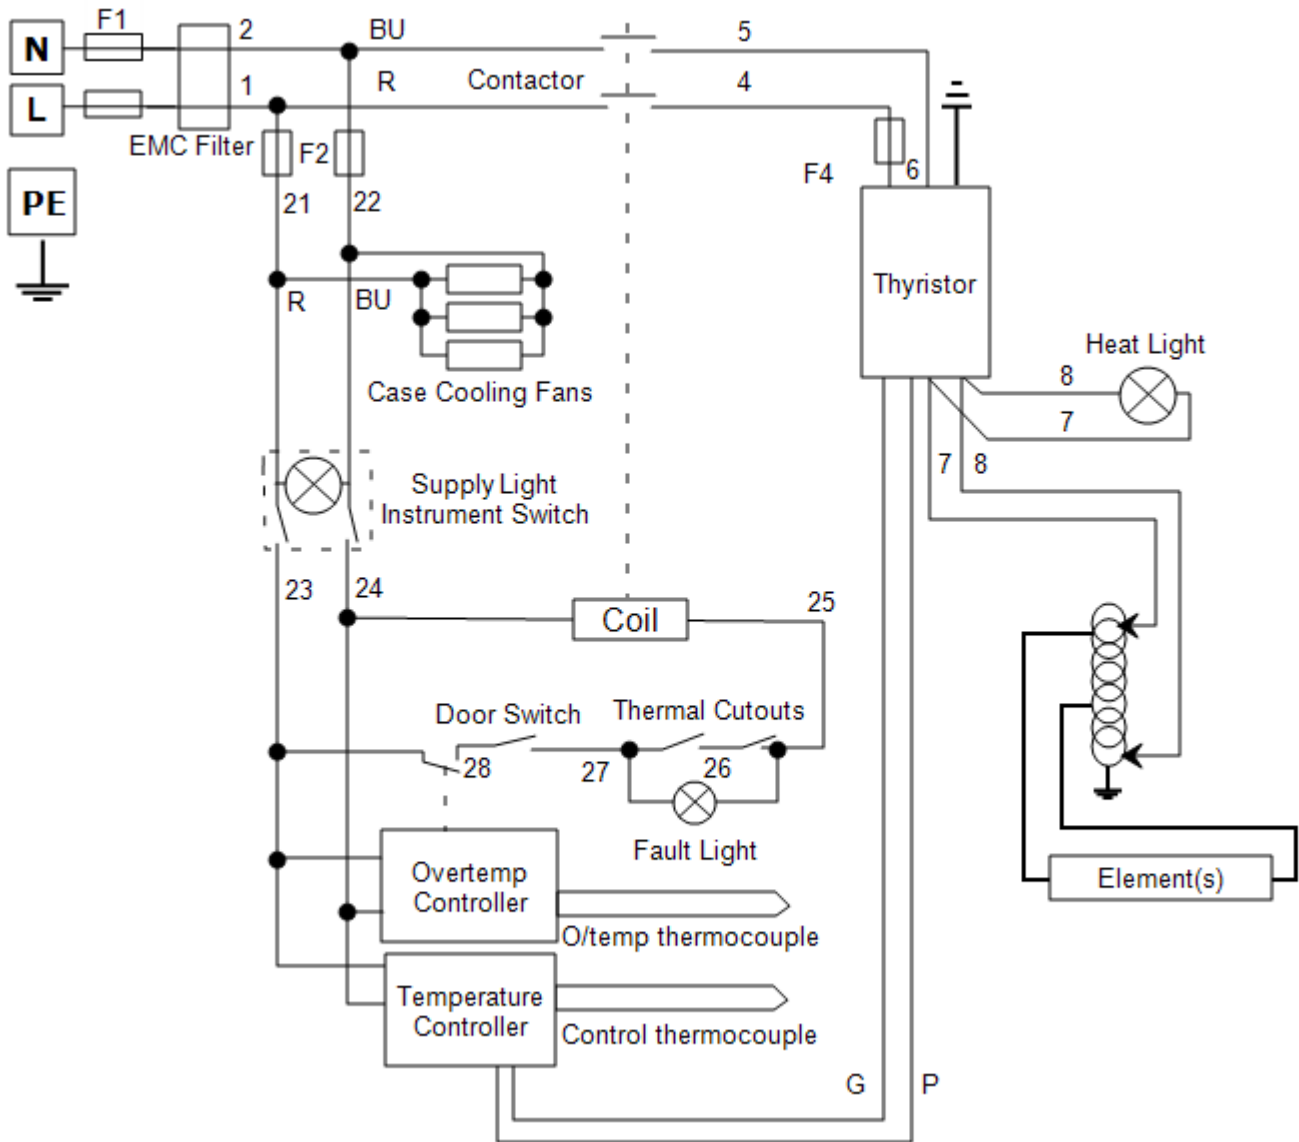 F1
N
2
BU
5
L
1
R
Contactor
4
EMC Filter
F2
F4
6
PE
21
22
R
BU
Thyristor
Case Cooling Fans
Heat Light
8
7
7
8
Supply Light
Instrument Switch
23
24
Coil
25
Door Switch
Thermal Cutouts
28
27
26
Fault Light
Overtemp
Controller
O/temp thermocouple
Element(s)
Temperature
Controller
Control thermocouple
G
P